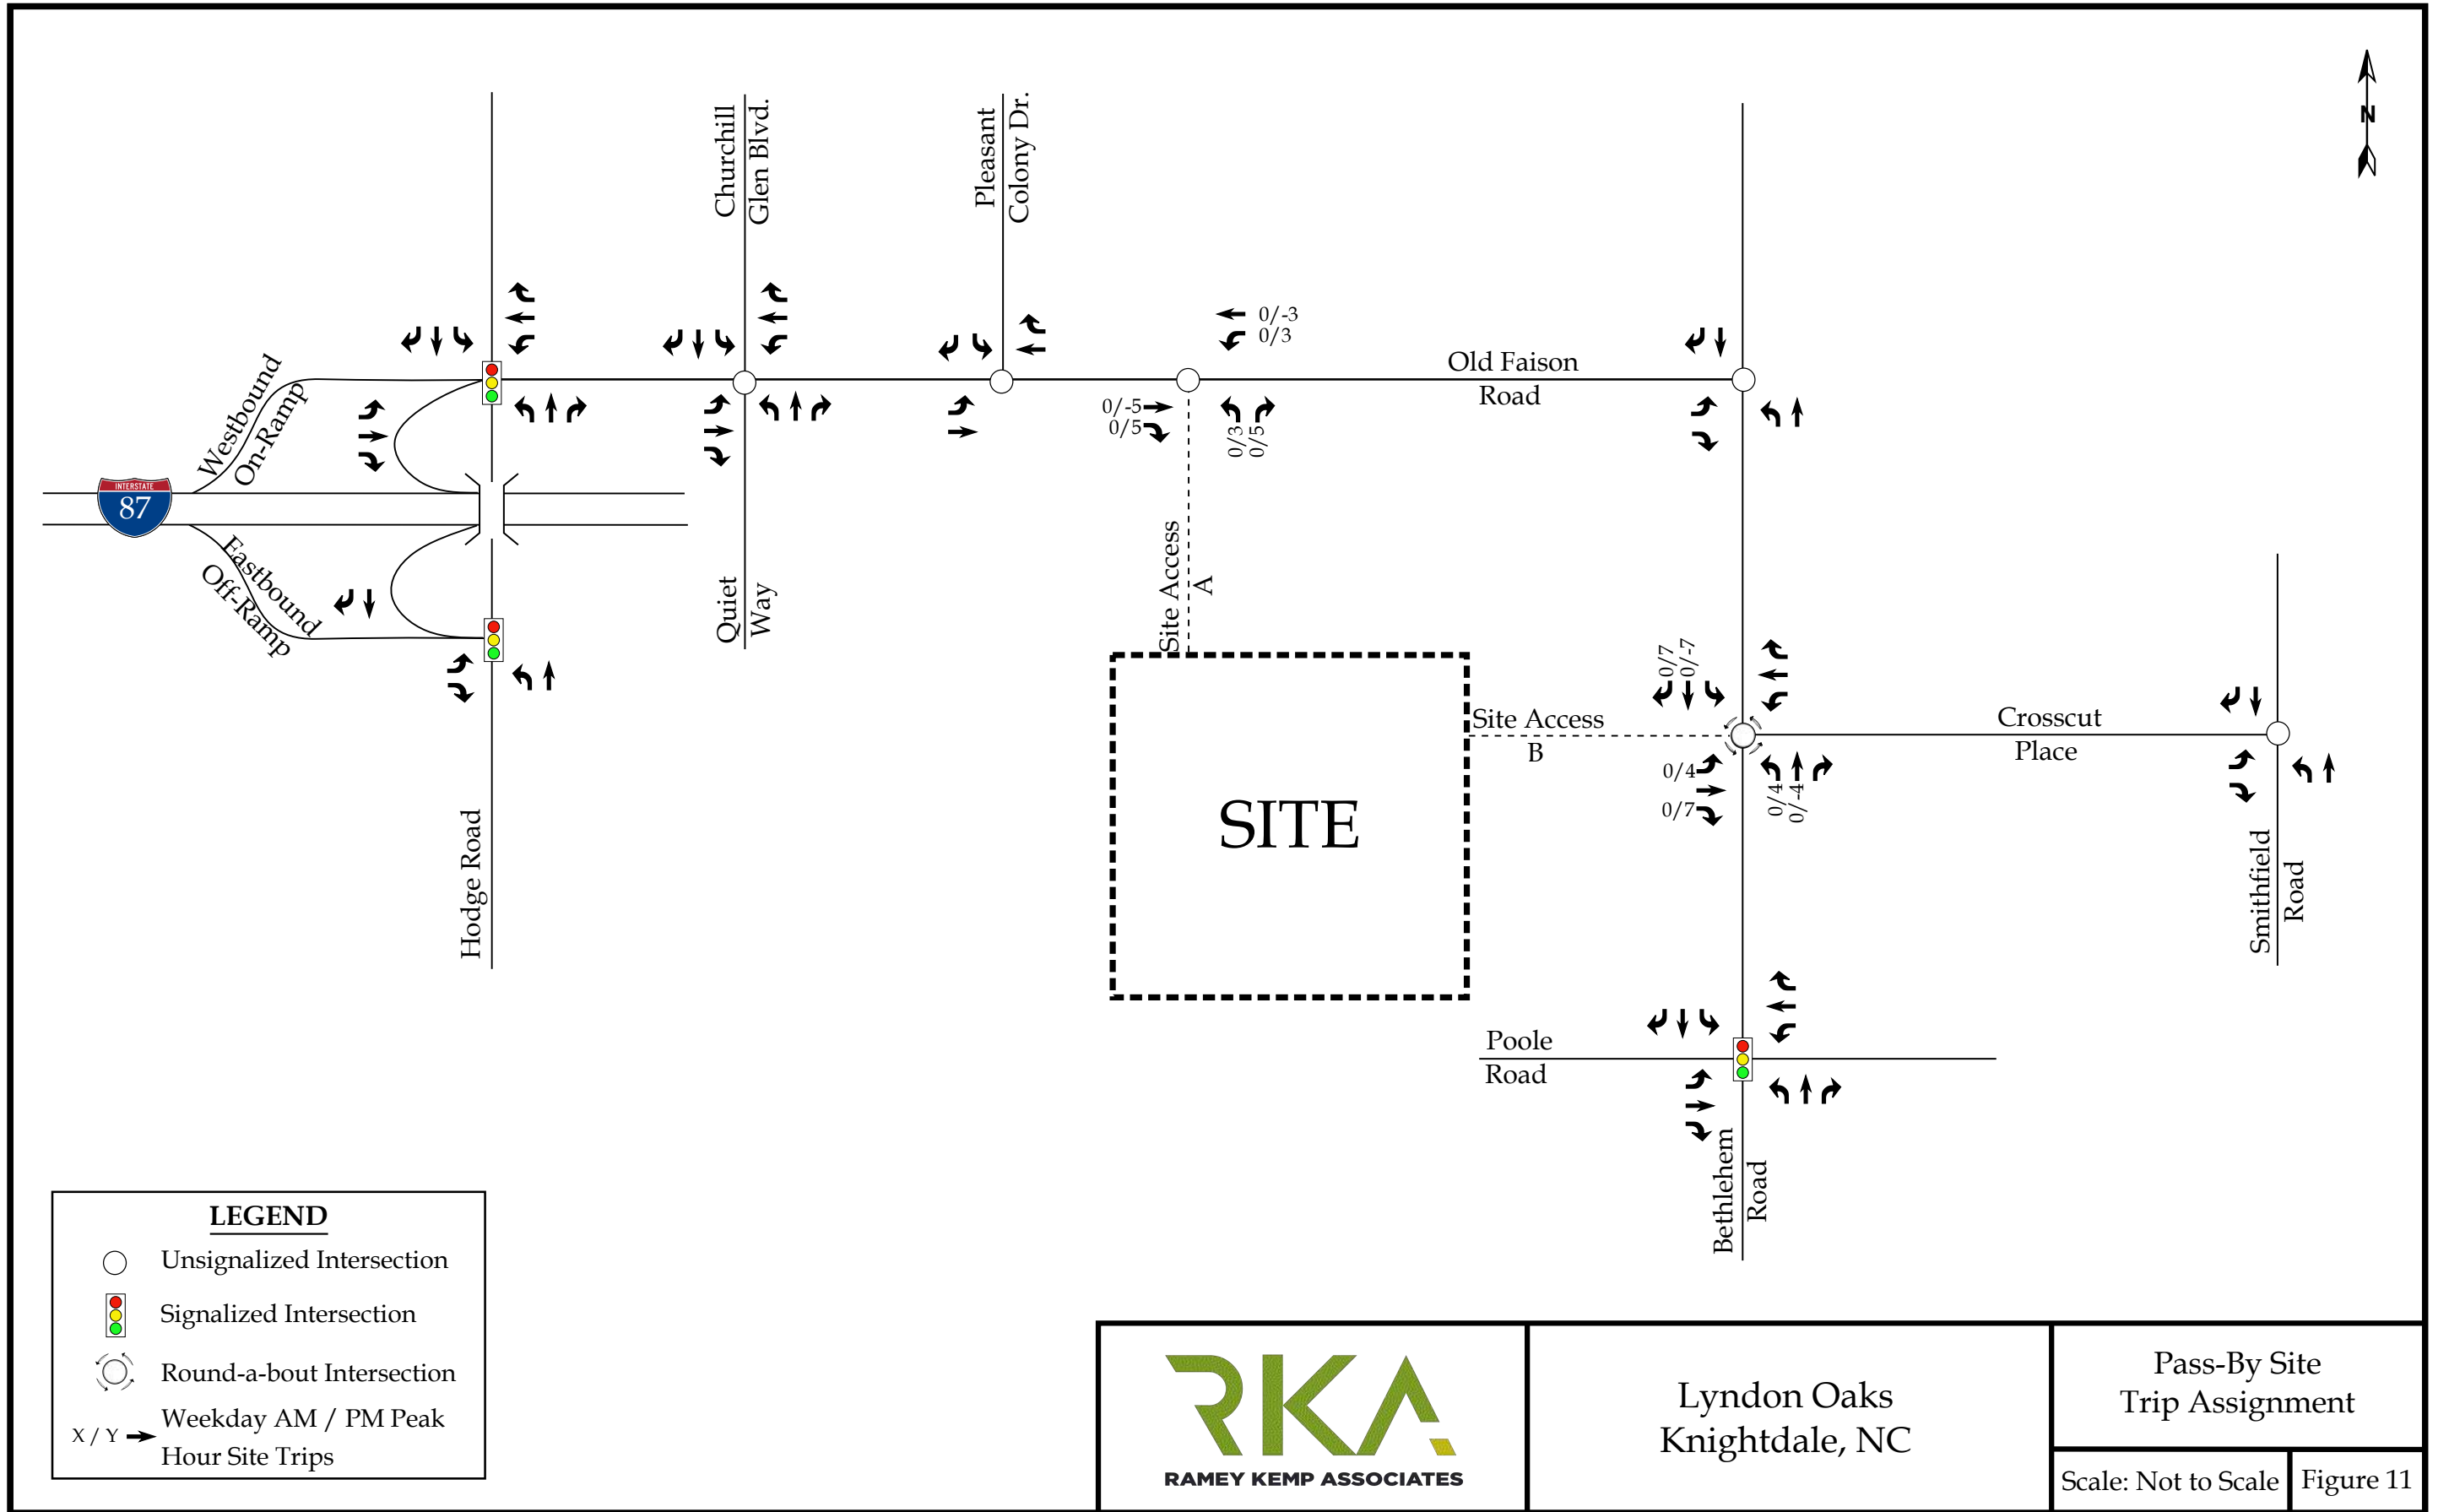 N
Churchill
Glen Blvd.
Pleasant
Colony Dr.
0/-3
0/3
Old Faison
Road
Westbound
On-Ramp
0/-5
0/5
0/3
0/5
INTERSTATE
87
Eastbound
Off-Ramp
Quiet
Way
Site Access
A
0/7
0/-7
Site Access
B
Crosscut
Place
0/4
0/7
0/4
0/-4
SITE
Hodge Road
Smithfield
Road
Poole
Road
Bethlehem
Road
LEGEND
Unsignalized Intersection
Signalized Intersection
Round-a-bout Intersection
X / Y
Weekday AM / PM Peak
Hour Site Trips
RKA
RAMEY KEMP ASSOCIATES
Lyndon Oaks
Knightdale, NC
Pass-By Site
Trip Assignment
Scale: Not to Scale
Figure 11